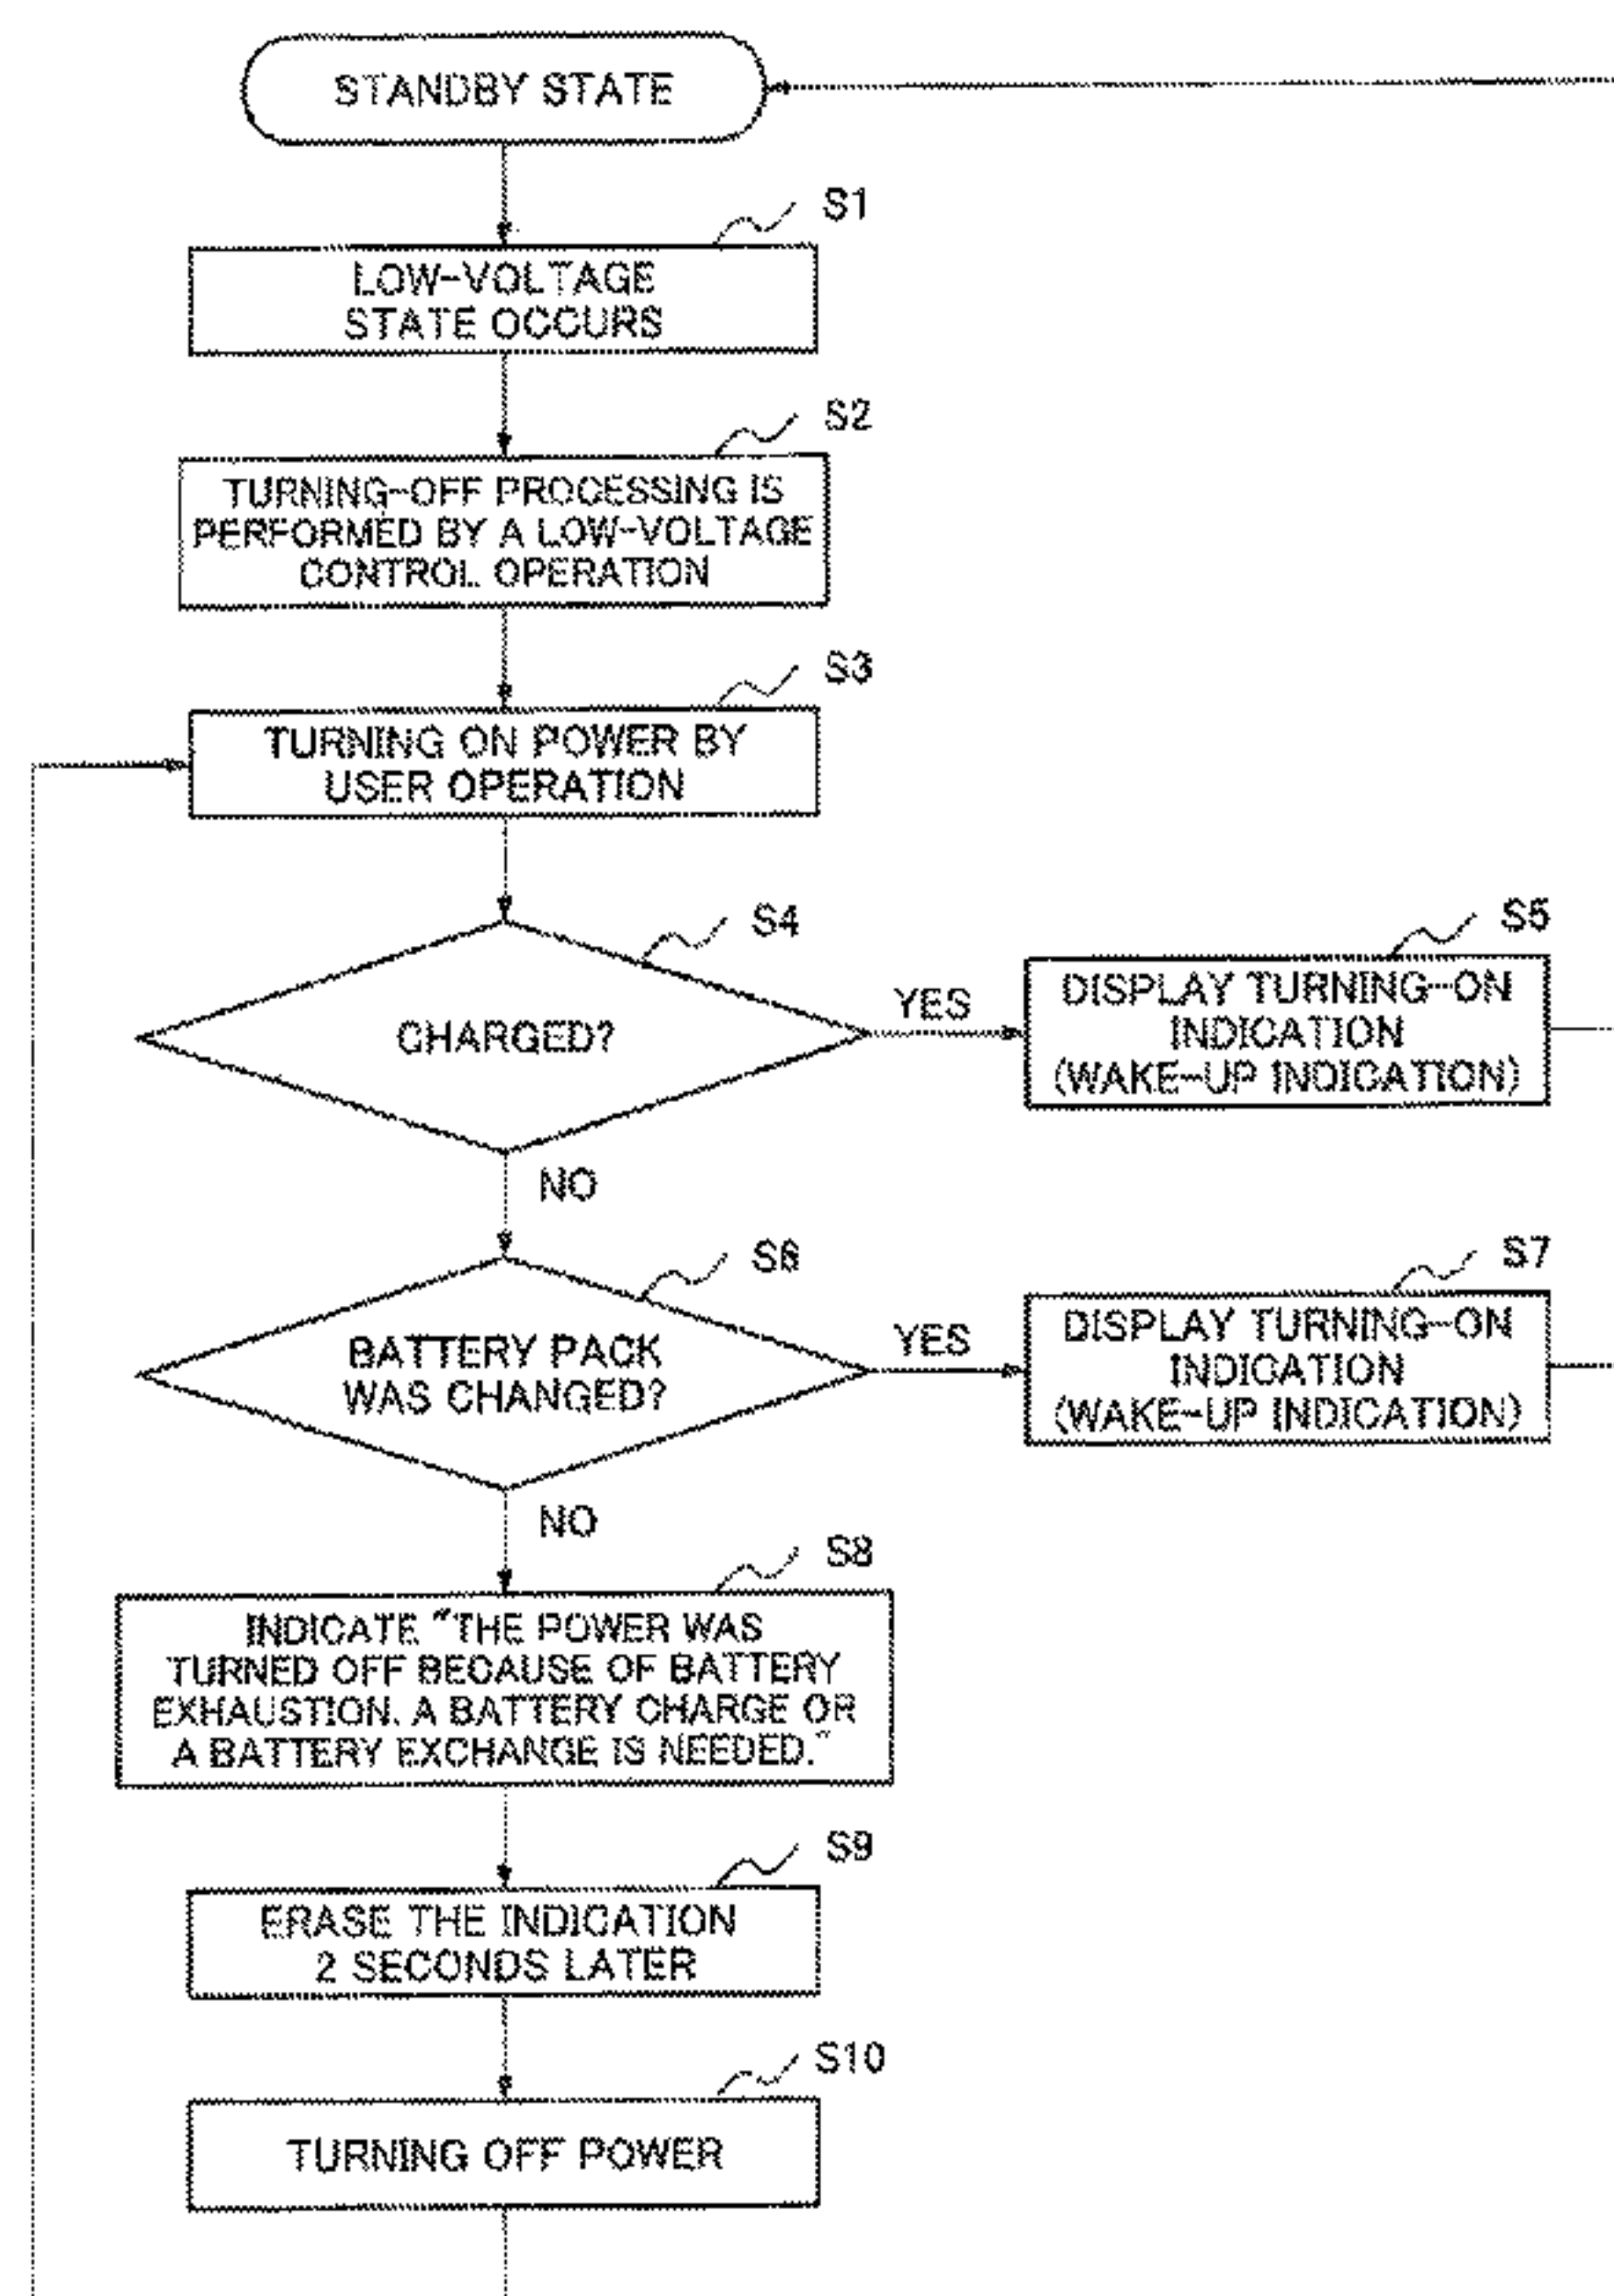 STANDBY STATE
S1
LOW-VOLTAGE
STATE OCCURS
S2
TURNING-OFF PROCESSING IS
PERFORMED BY A LOW-VOLTAGE
CONTROL OPERATION
S3
TURNING ON POWER BY
USER OPERATION
S4
CHARGED?
YES
S5
DISPLAY TURNING-ON
INDICATION
(WAKE-UP INDICATION)
NO
S6
BATTERY PACK
WAS CHANGED?
YES
S7
DISPLAY TURNING-ON
INDICATION
(WAKE-UP INDICATION)
NO
S8
INDICATE "THE POWER WAS
TURNED OFF BECAUSE OF BATTERY
EXHAUSTION. A BATTERY CHARGE OR
A BATTERY EXCHANGE IS NEEDED."
S9
ERASE THE INDICATION
2 SECONDS LATER
S10
TURNING OFF POWER